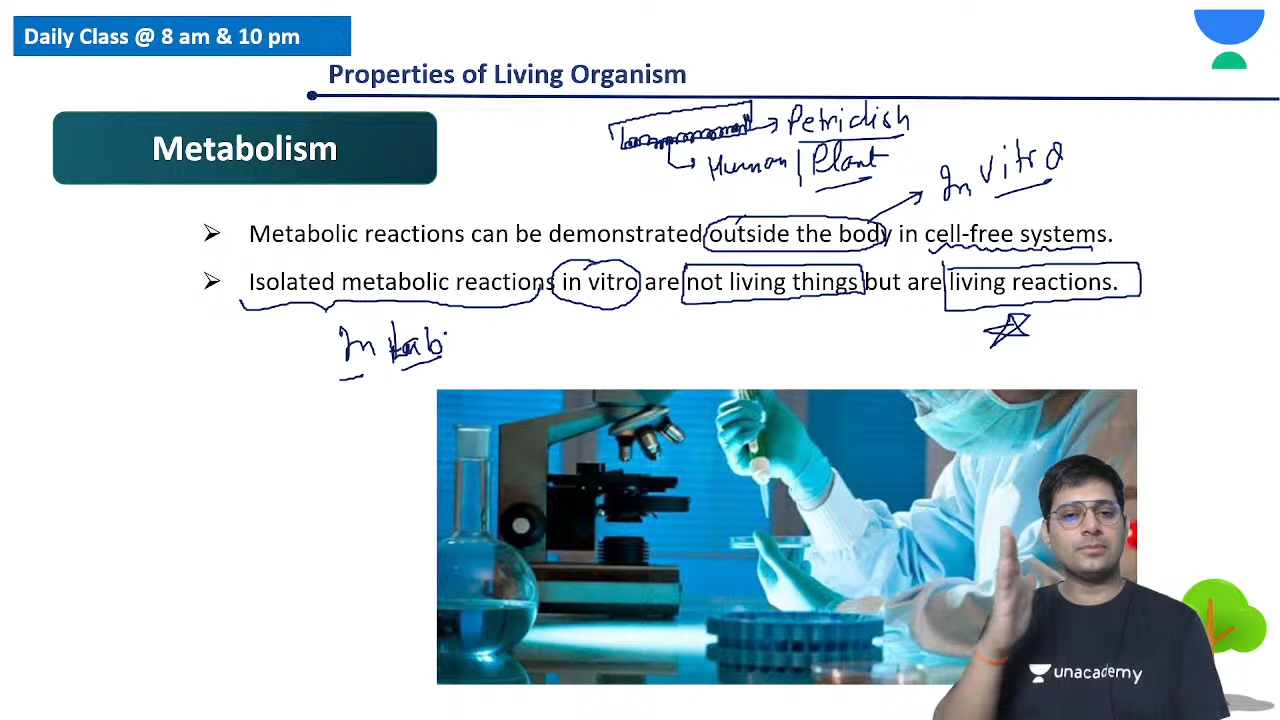 Daily Class @ 8 am & 10 pm
Properties of Living Organism
Metabolism
Petridish
Human | Plant
In vitro
➢ Metabolic reactions can be demonstrated outside the body in cell-free systems.
➢ Isolated metabolic reactions in vitro are not living things but are living reactions.
In Lab
unacademy